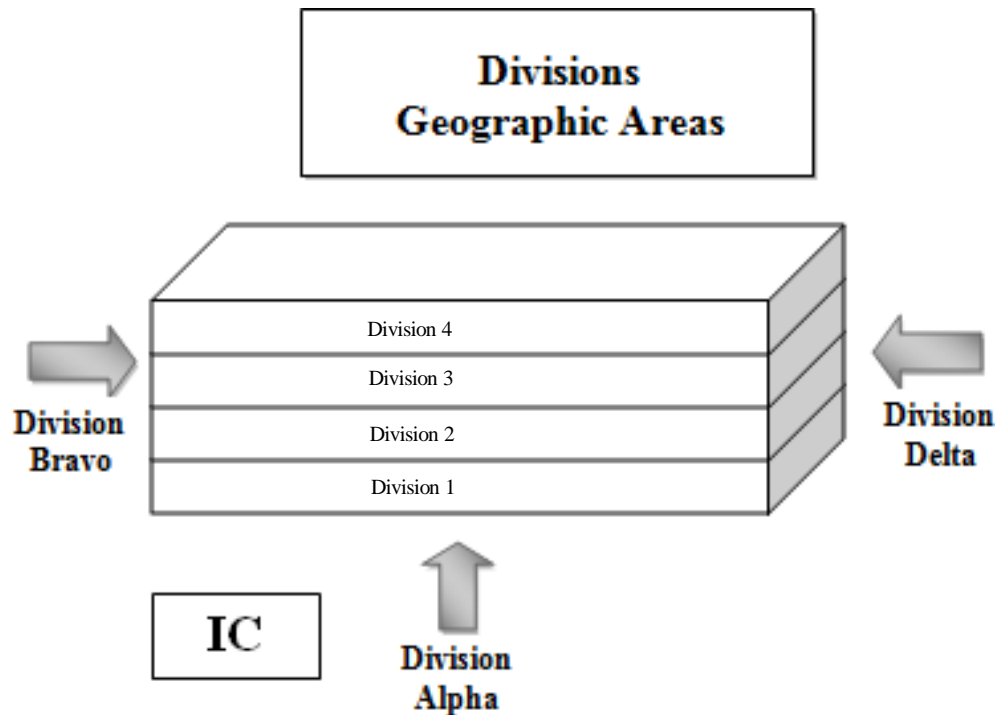 Divisions
Geographic Areas
Division 4
Division 3
Division 2
Division 1
Division
Bravo
Division
Delta
IC
Division
Alpha